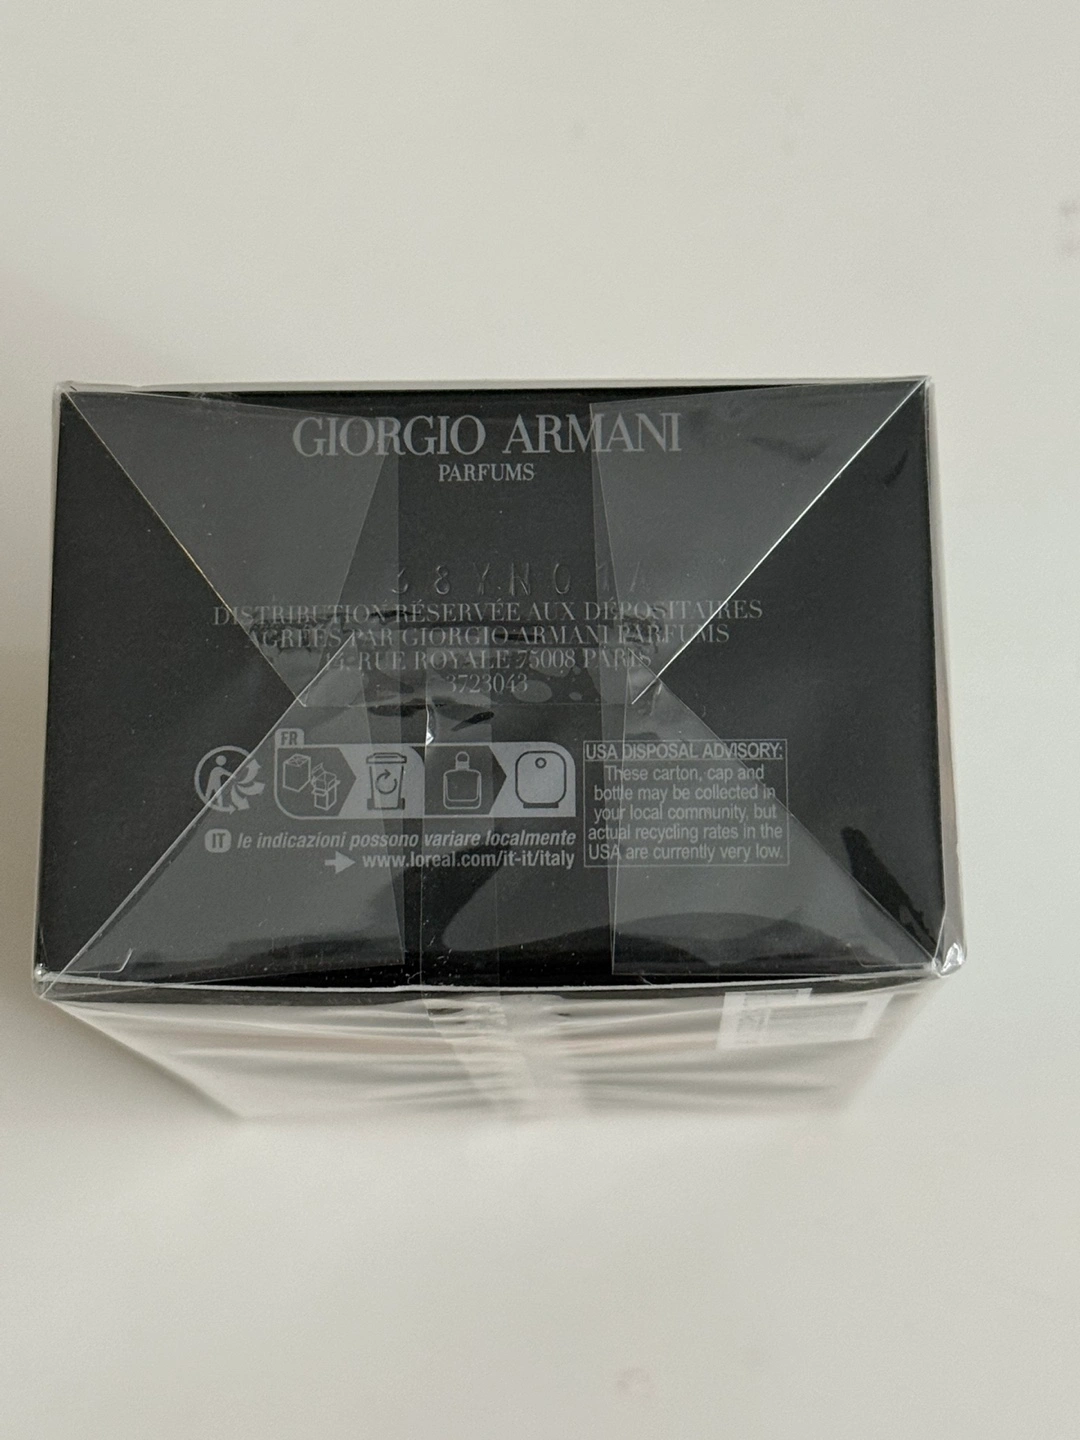 GIORGIO ARMANI
PARFUMS
DISTRIBUTION RÉSERVÉE AUX DÉPOSITAIRES
AGRÉÉS PAR GIORGIO ARMANI PARFUMS
14, RUE ROYALE 75008 PARIS
3723043
FR
IT le indicazioni possono variare localmente
www.loreal.com/it-it/italy
USA DISPOSAL ADVISORY:
These carton, cap and
bottle may be collected in
your local community, but
actual recycling rates in the
USA are currently very low.